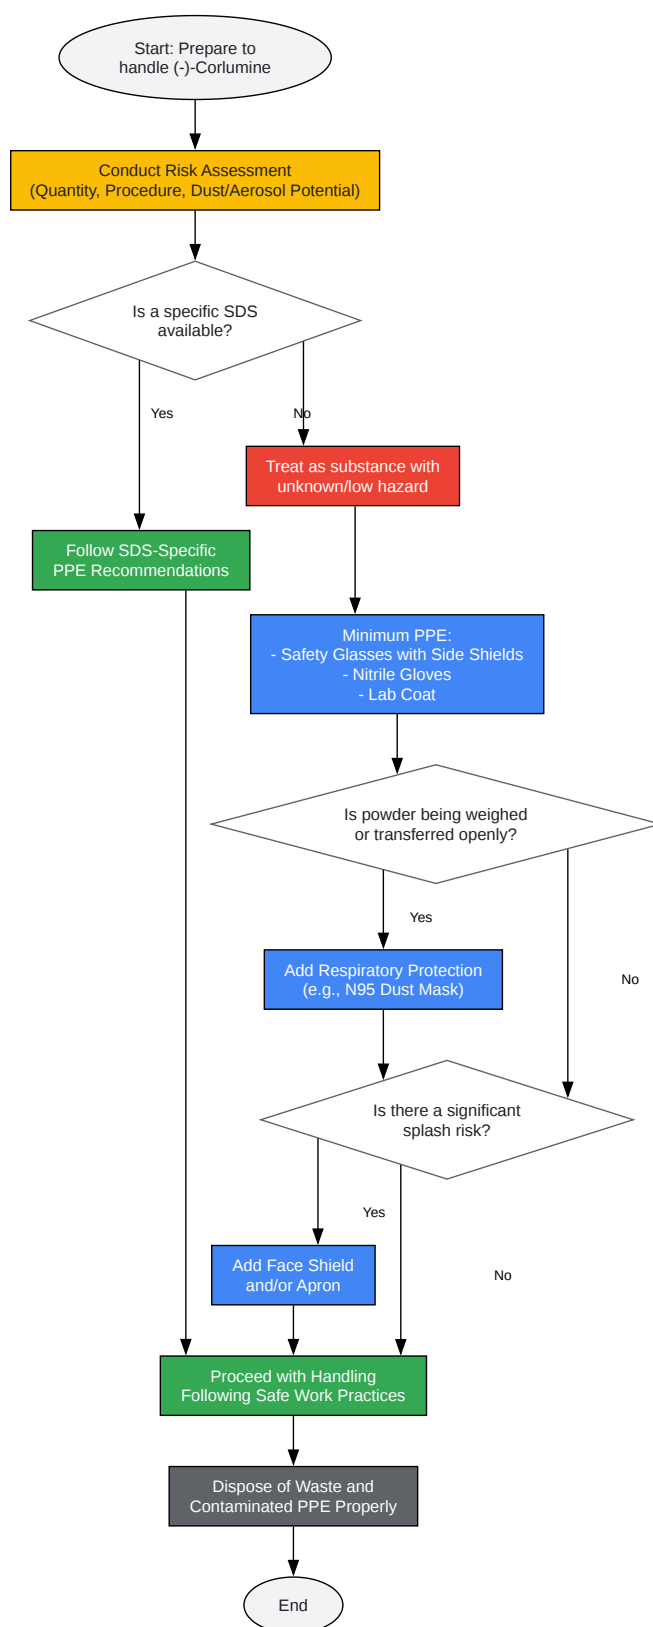 Start: Prepare to
handle (-)-Corlumine
Conduct Risk Assessment
(Quantity, Procedure, Dust/Aerosol Potential)
Is a specific SDS
available?
Yes
No
Treat as substance with
unknown/low hazard
Follow SDS-Specific
PPE Recommendations
Minimum PPE:
- Safety Glasses with Side Shields
- Nitrile Gloves
- Lab Coat
Is powder being weighed
or transferred openly?
Yes
Add Respiratory Protection
(e.g., N95 Dust Mask)
No
Is there a significant
splash risk?
Yes
Add Face Shield
and/or Apron
No
Proceed with Handling
Following Safe Work Practices
Dispose of Waste and
Contaminated PPE Properly
End